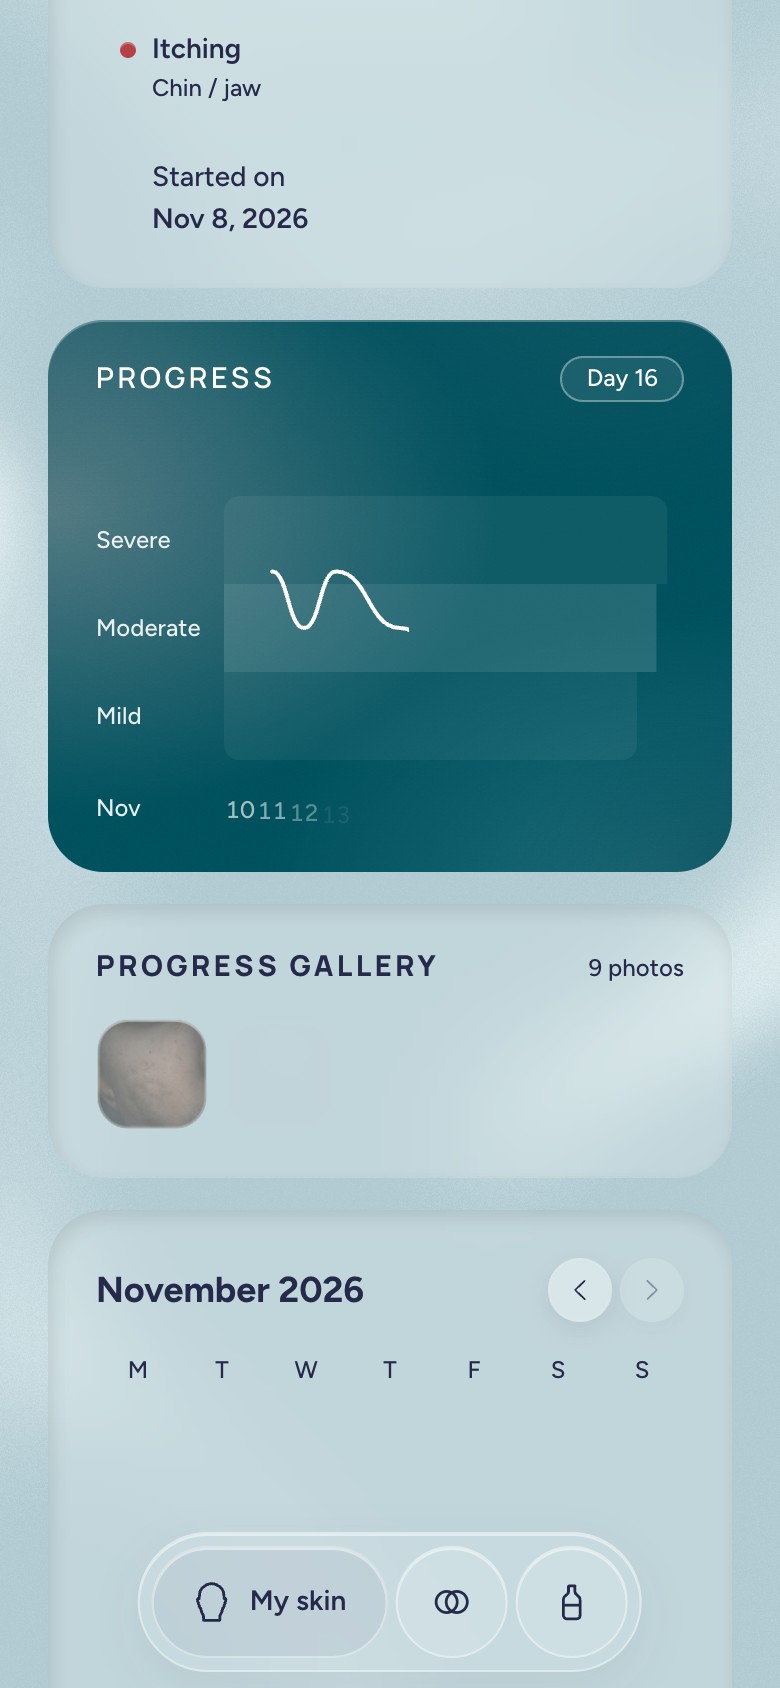 Itching
Chin / jaw
Started on
Nov 8, 2026
PROGRESS
Day 16
Severe
Moderate
Mild
Nov 10 11 12 13
PROGRESS GALLERY
9 photos
November 2026
M T W T F S S
My skin